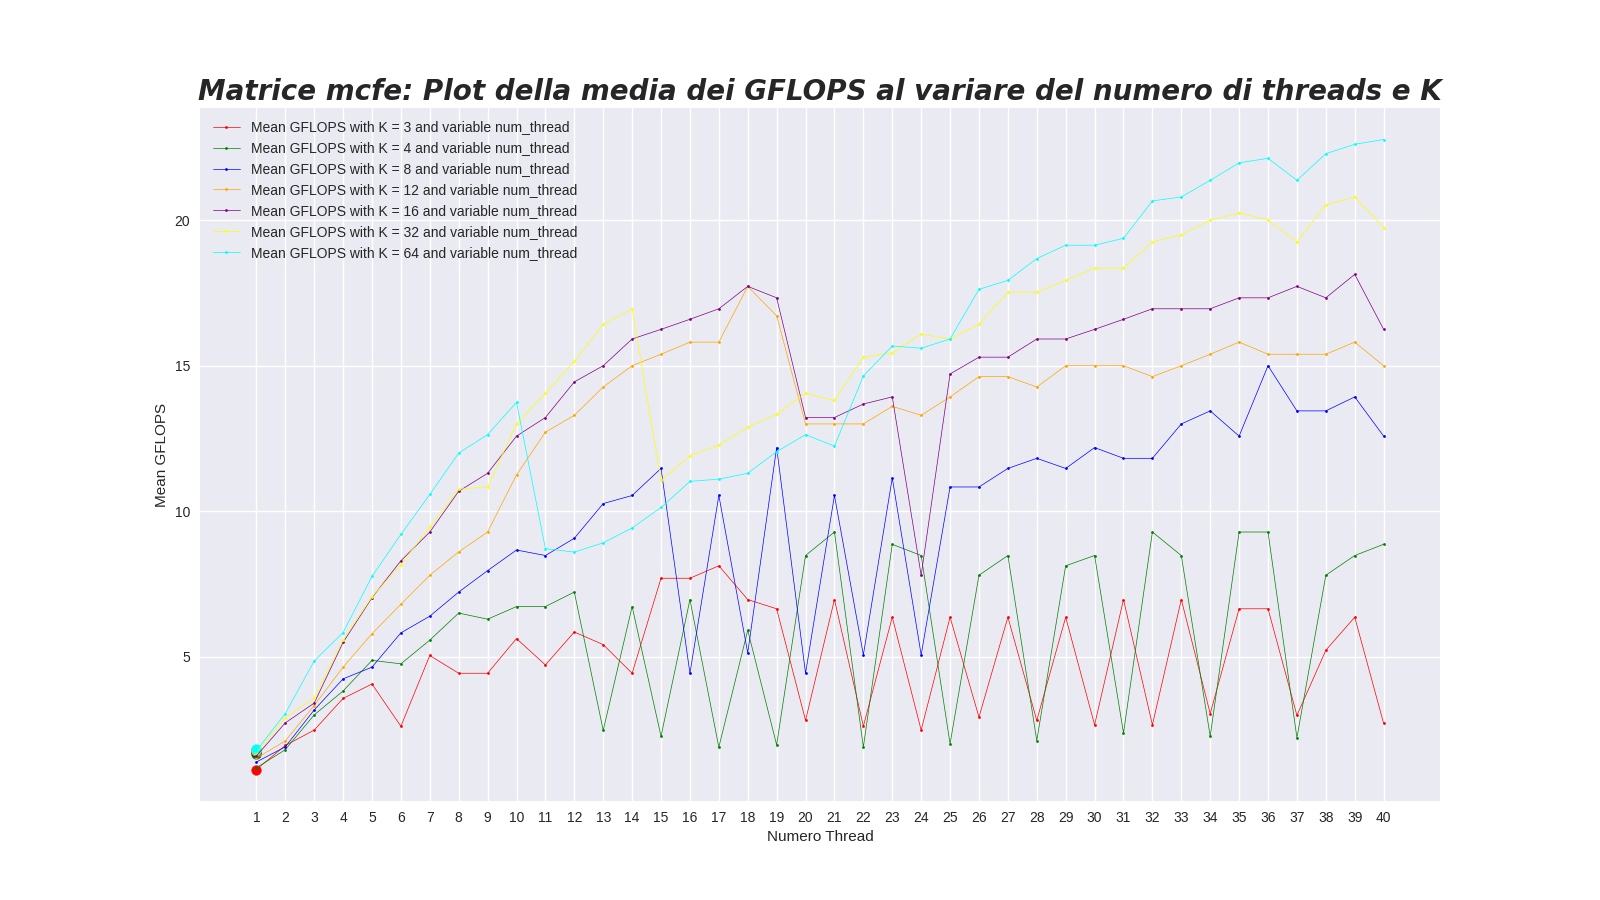 Matrice mcfe: Plot della media dei GFLOPS al variare del numero di threads e K
Mean GFLOPS with K = 3 and variable num_thread
Mean GFLOPS with K = 4 and variable num_thread
Mean GFLOPS with K = 8 and variable num_thread
Mean GFLOPS with K = 12 and variable num_thread
Mean GFLOPS with K = 16 and variable num_thread
Mean GFLOPS with K = 32 and variable num_thread
Mean GFLOPS with K = 64 and variable num_thread
20
15
10
5
Mean GFLOPS
1 2 3 4 5 6 7 8 9 10 11 12 13 14 15 16 17 18 19 20 21 22 23 24 25 26 27 28 29 30 31 32 33 34 35 36 37 38 39 40
Numero Thread